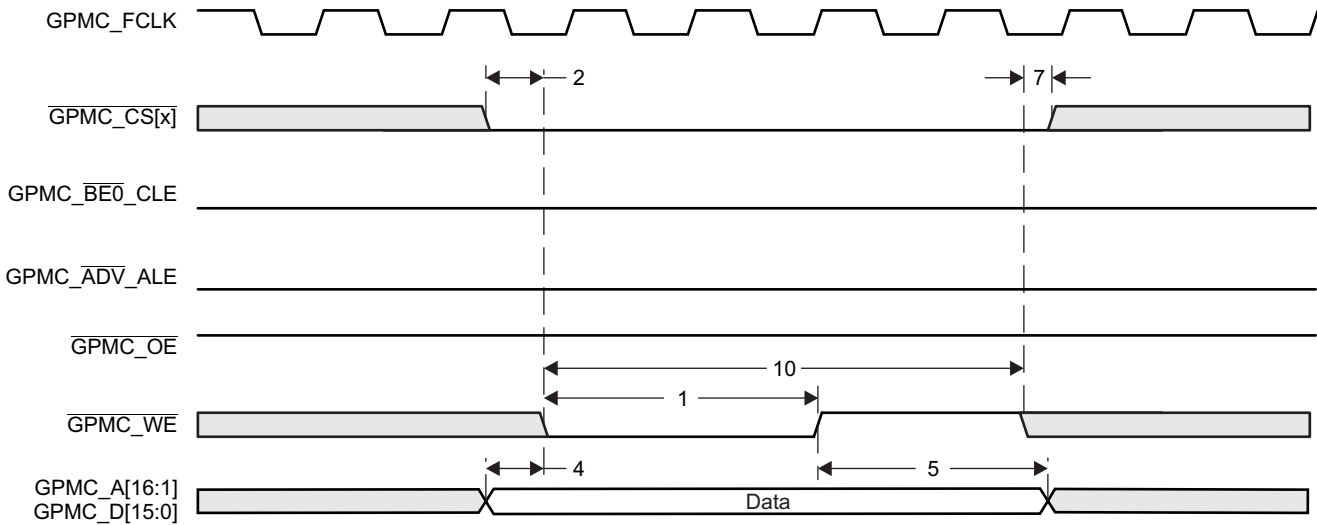 GPMC_FCLK
2
7
GPMC_CS[x]
GPMC_BE0_CLE
GPMC_ADV_ALE
GPMC_OE
10
1
GPMC_WE
4
5
GPMC_A[16:1]
GPMC_D[15:0]
Data